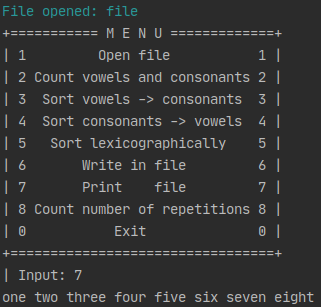 File opened: file
+=========== M E N U =============+
| 1         Open file           1 |
| 2 Count vowels and consonants 2 |
| 3  Sort vowels -> consonants  3 |
| 4  Sort consonants -> vowels  4 |
| 5   Sort lexicographically    5 |
| 6       Write in file         6 |
| 7       Print    file         7 |
| 8 Count number of repetitions 8 |
| 0           Exit              0 |
+=================================+
| Input: 7
one two three four five six seven eight